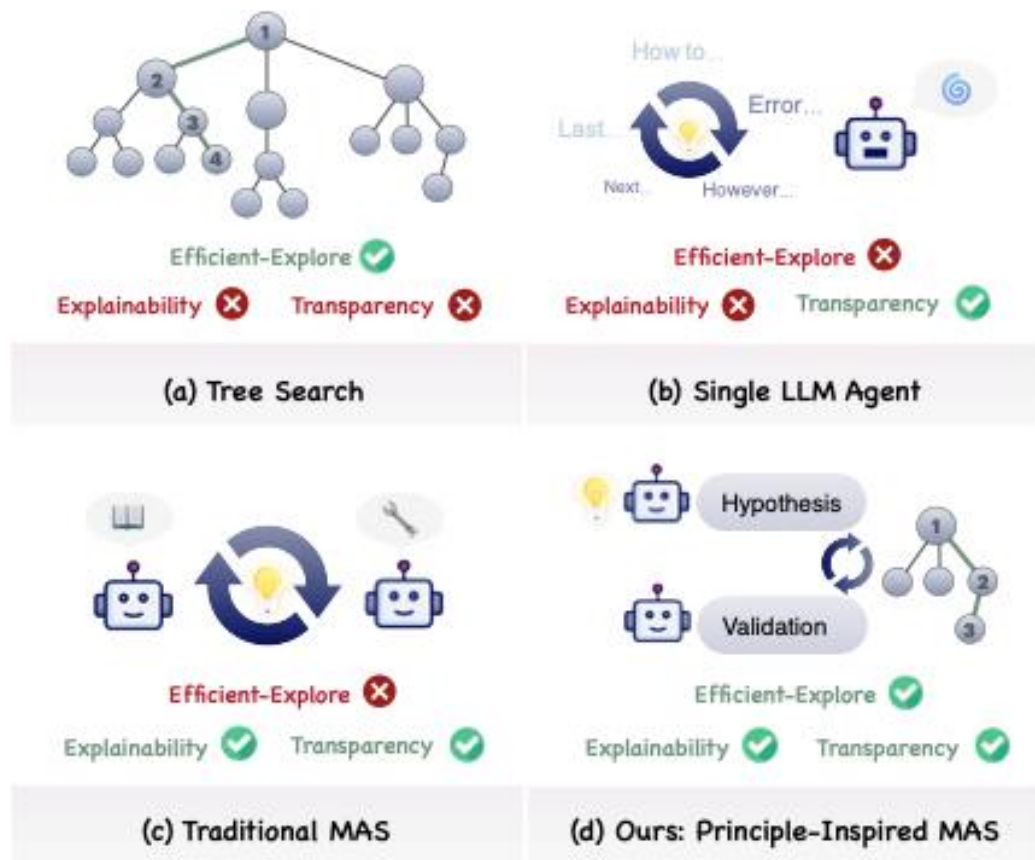 1
2
3
4
Efficient-Explore
Explainability Transparency
(a) Tree Search
How to...
Error...
Last...
Next...
However...
Efficient-Explore
Explainability Transparency
(b) Single LLM Agent
Efficient-Explore
Explainability Transparency
(c) Traditional MAS
Hypothesis
1
2
Validation
3
Efficient-Explore
Explainability Transparency
(d) Ours: Principle-Inspired MAS